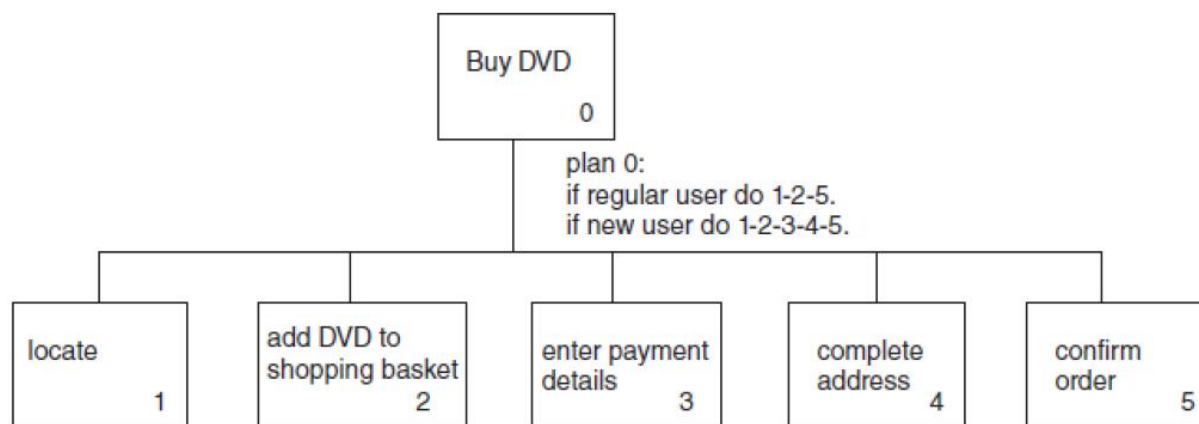 Buy DVD
0
plan 0:
if regular user do 1-2-5.
if new user do 1-2-3-4-5.
locate
1
add DVD to
shopping basket
2
enter payment
details
3
complete
address
4
confirm
order
5